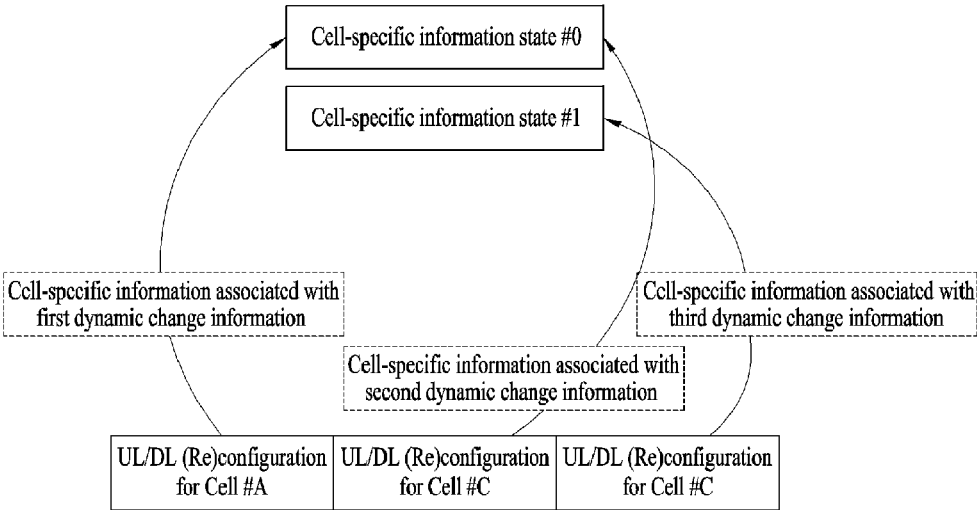 Cell-specific information state #0
Cell-specific information state #1
Cell-specific information associated with
first dynamic change information
Cell-specific information associated with
third dynamic change information
Cell-specific information associated with
second dynamic change information
UL/DL (Re)configuration
for Cell #A
UL/DL (Re)configuration
for Cell #C
UL/DL (Re)configuration
for Cell #C